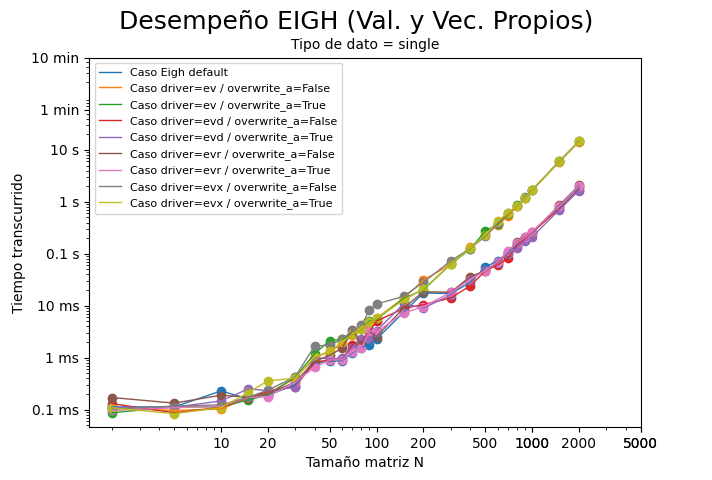 Desempeño EIGH (Val. y Vec. Propios)
Tipo de dato = single
10 min
1 min
10 s
1 s
0.1 s
10 ms
1 ms
0.1 ms
Tiempo transcurrido
Caso Eigh default
Caso driver=ev / overwrite_a=False
Caso driver=ev / overwrite_a=True
Caso driver=evd / overwrite_a=False
Caso driver=evd / overwrite_a=True
Caso driver=evr / overwrite_a=False
Caso driver=evr / overwrite_a=True
Caso driver=evx / overwrite_a=False
Caso driver=evx / overwrite_a=True
10 20 50 100 200 500 1000 2000 5000
Tamaño matriz N